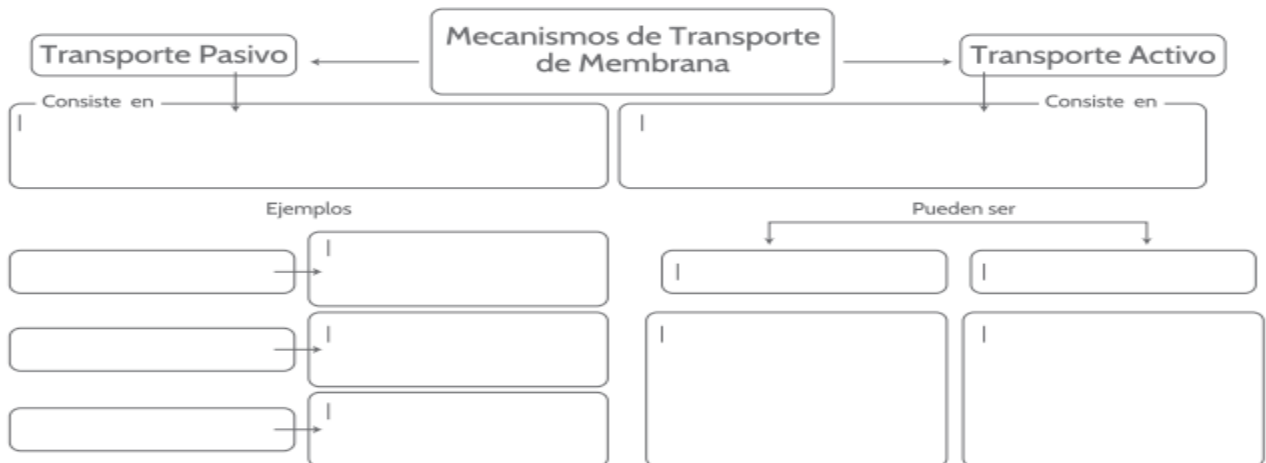 Mecanismos de Transporte
de Membrana
Transporte Pasivo
Transporte Activo
Consiste en
Consiste en
Ejemplos
Pueden ser